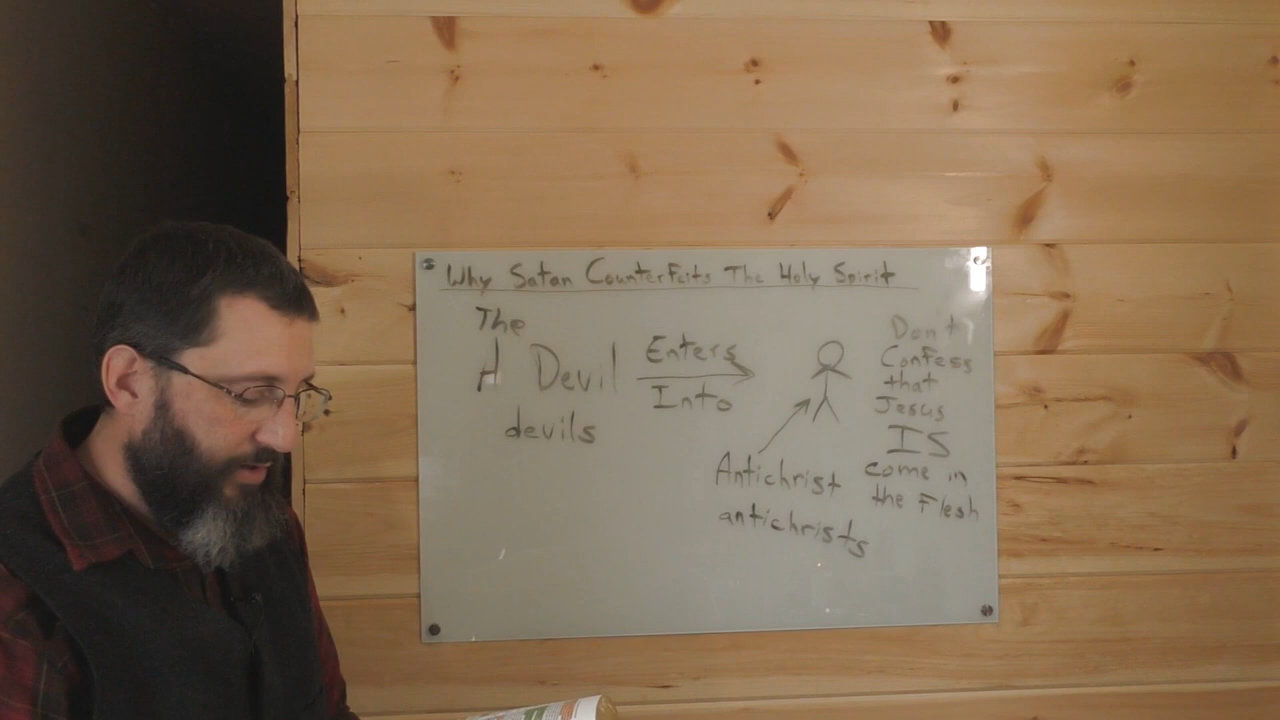 Why Satan Counterfeits The Holy Spirit
The
A Devil
devils
Enters
Into
Antichrist
antichrists
Don't
Confess
that
Jesus
IS
come in
the Flesh